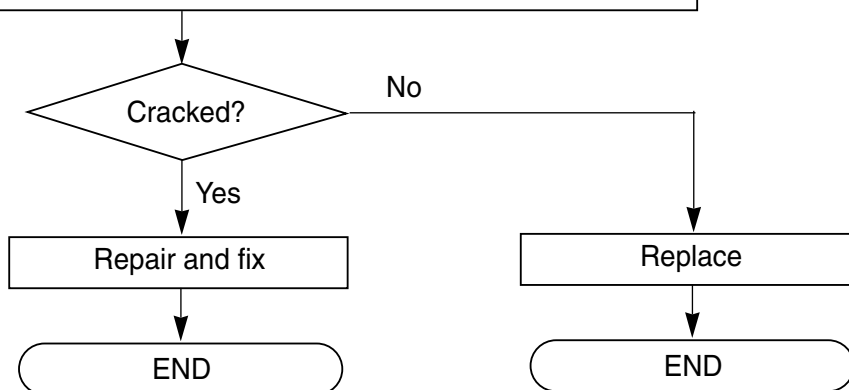 Cracked?
No
Yes
Repair and fix
Replace
END
END